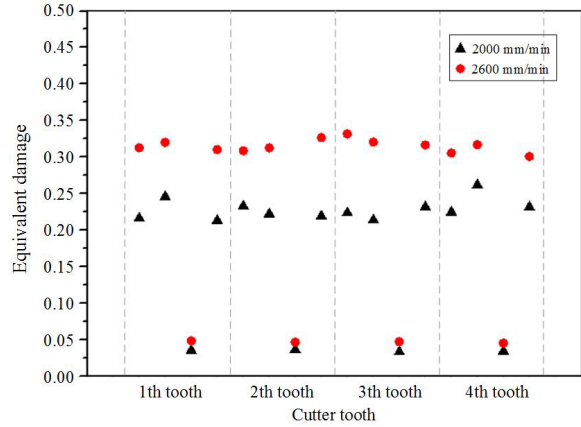 0.50
0.45
0.40
0.35
0.30
0.25
0.20
0.15
0.10
0.05
0.00
Equivalent damage
2000 mm/min
2600 mm/min
1th tooth
2th tooth
3th tooth
4th tooth
Cutter tooth